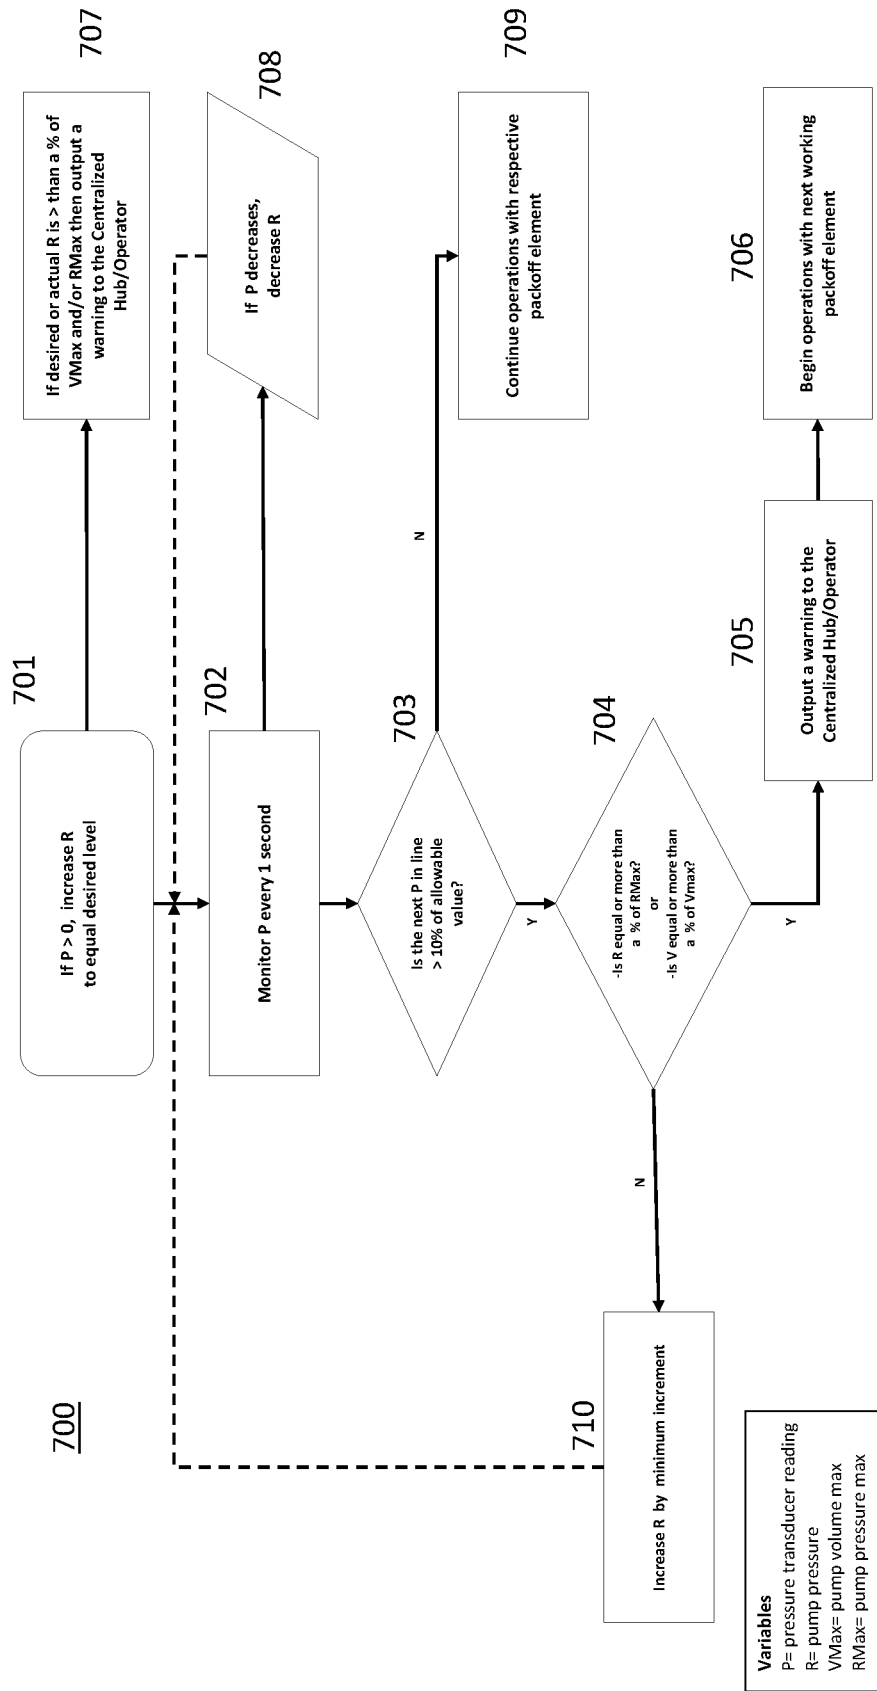 700
701
If P > 0, increase R
to equal desired level
707
If desired or actual R is > than a % of
VMax and/or RMax then output a
warning to the Centralized
Hub/Operator
702
Monitor P every 1 second
708
If P decreases,
decrease R
703
Is the next P in line
> 10% of allowable
value?
N
709
Continue operations with respective
packoff element
Y
704
-Is R equal or more than
a % of RMax?
or
-Is V equal or more than
a % of Vmax?
N
710
Increase R by minimum increment
Y
705
Output a warning to the
Centralized Hub/Operator
706
Begin operations with next working
packoff element
Variables
P= pressure transducer reading
R= pump pressure
VMax= pump volume max
RMax= pump pressure max